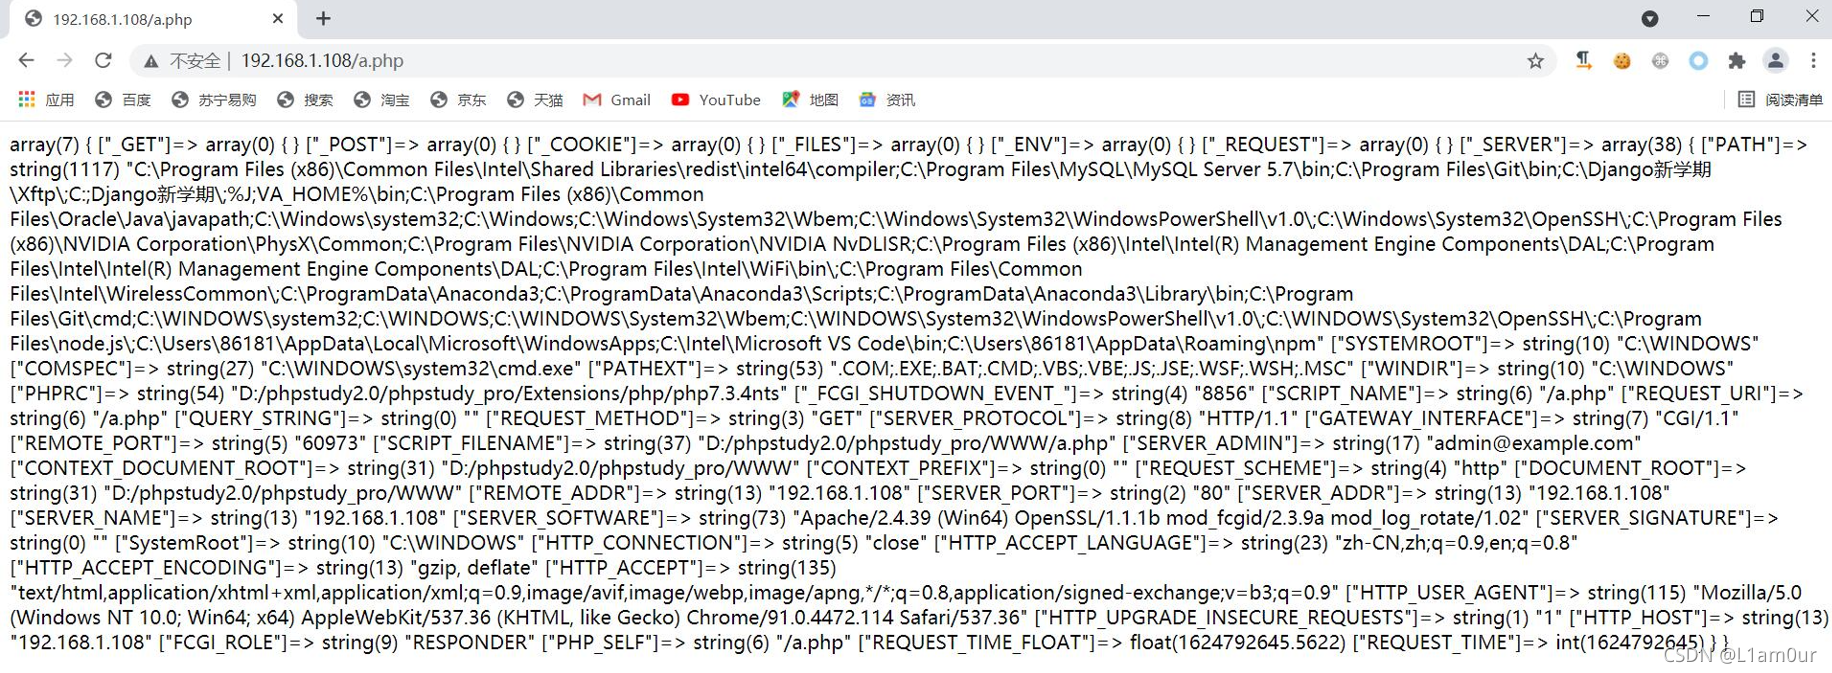 192.168.1.108/a.php
不安全 | 192.168.1.108/a.php
应用 百度 苏宁易购 搜索 淘宝 京东 天猫 Gmail YouTube 地图 资讯 阅读清单
array(7) { ["_GET"]=> array(0) { } ["_POST"]=> array(0) { } ["_COOKIE"]=> array(0) { } ["_FILES"]=> array(0) { } ["_ENV"]=> array(0) { } ["_REQUEST"]=> array(0) { } ["_SERVER"]=> array(38) { ["PATH"]=>
string(1117) "C:\Program Files (x86)\Common Files\Intel\Shared Libraries\redist\intel64\compiler;C:\Program Files\MySQL\MySQL Server 5.7\bin;C:\Program Files\Git\bin;C:\Django新学期
\Xftp\;C:;Django新学期\;%J;VA_HOME%\bin;C:\Program Files (x86)\Common
Files\Oracle\Java\javapath;C:\Windows\system32;C:\Windows;C:\Windows\System32\Wbem;C:\Windows\System32\WindowsPowerShell\v1.0\;C:\Windows\System32\OpenSSH\;C:\Program Files
(x86)\NVIDIA Corporation\PhysX\Common;C:\Program Files\NVIDIA Corporation\NVIDIA NvDLISR;C:\Program Files (x86)\Intel\Intel(R) Management Engine Components\DAL;C:\Program
Files\Intel\Intel(R) Management Engine Components\DAL;C:\Program Files\Intel\WiFi\bin\;C:\Program Files\Common
Files\Intel\WirelessCommon\;C:\ProgramData\Anaconda3;C:\ProgramData\Anaconda3\Scripts;C:\ProgramData\Anaconda3\Library\bin;C:\Program
Files\Git\cmd;C:\WINDOWS\system32;C:\WINDOWS;C:\WINDOWS\System32\Wbem;C:\WINDOWS\System32\WindowsPowerShell\v1.0\;C:\WINDOWS\System32\OpenSSH\;C:\Program
Files\node.js\;C:\Users\86181\AppData\Local\Microsoft\WindowsApps;C:\Intel\Microsoft VS Code\bin;C:\Users\86181\AppData\Roaming\npm" ["SYSTEMROOT"]=> string(10) "C:\WINDOWS"
["COMSPEC"]=> string(27) "C:\WINDOWS\system32\cmd.exe" ["PATHEXT"]=> string(53) ".COM;.EXE;.BAT;.CMD;.VBS;.VBE;.JS;.JSE;.WSF;.WSH;.MSC" ["WINDIR"]=> string(10) "C:\WINDOWS"
["PHPRC"]=> string(54) "D:/phpstudy2.0/phpstudy_pro/Extensions/php/php7.3.4nts" ["_FCGI_SHUTDOWN_EVENT_"]=> string(4) "8856" ["SCRIPT_NAME"]=> string(6) "/a.php" ["REQUEST_URI"]=>
string(6) "/a.php" ["QUERY_STRING"]=> string(0) "" ["REQUEST_METHOD"]=> string(3) "GET" ["SERVER_PROTOCOL"]=> string(8) "HTTP/1.1" ["GATEWAY_INTERFACE"]=> string(7) "CGI/1.1"
["REMOTE_PORT"]=> string(5) "60973" ["SCRIPT_FILENAME"]=> string(37) "D:/phpstudy2.0/phpstudy_pro/WWW/a.php" ["SERVER_ADMIN"]=> string(17) "admin@example.com"
["CONTEXT_DOCUMENT_ROOT"]=> string(31) "D:/phpstudy2.0/phpstudy_pro/WWW" ["CONTEXT_PREFIX"]=> string(0) "" ["REQUEST_SCHEME"]=> string(4) "http" ["DOCUMENT_ROOT"]=>
string(31) "D:/phpstudy2.0/phpstudy_pro/WWW" ["REMOTE_ADDR"]=> string(13) "192.168.1.108" ["SERVER_PORT"]=> string(2) "80" ["SERVER_ADDR"]=> string(13) "192.168.1.108"
["SERVER_NAME"]=> string(13) "192.168.1.108" ["SERVER_SOFTWARE"]=> string(73) "Apache/2.4.39 (Win64) OpenSSL/1.1.1b mod_fcgid/2.3.9a mod_log_rotate/1.02" ["SERVER_SIGNATURE"]=>
string(0) "" ["SystemRoot"]=> string(10) "C:\WINDOWS" ["HTTP_CONNECTION"]=> string(5) "close" ["HTTP_ACCEPT_LANGUAGE"]=> string(23) "zh-CN,zh;q=0.9,en;q=0.8"
["HTTP_ACCEPT_ENCODING"]=> string(13) "gzip, deflate" ["HTTP_ACCEPT"]=> string(135)
"text/html,application/xhtml+xml,application/xml;q=0.9,image/avif,image/webp,image/apng,*/*;q=0.8,application/signed-exchange;v=b3;q=0.9" ["HTTP_USER_AGENT"]=> string(115) "Mozilla/5.0
(Windows NT 10.0; Win64; x64) AppleWebKit/537.36 (KHTML, like Gecko) Chrome/91.0.4472.114 Safari/537.36" ["HTTP_UPGRADE_INSECURE_REQUESTS"]=> string(1) "1" ["HTTP_HOST"]=> string(13)
"192.168.1.108" ["FCGI_ROLE"]=> string(9) "RESPONDER" ["PHP_SELF"]=> string(6) "/a.php" ["REQUEST_TIME_FLOAT"]=> float(1624792645.5622) ["REQUEST_TIME"]=> int(1624792645) } }
CSDN @L1am0ur